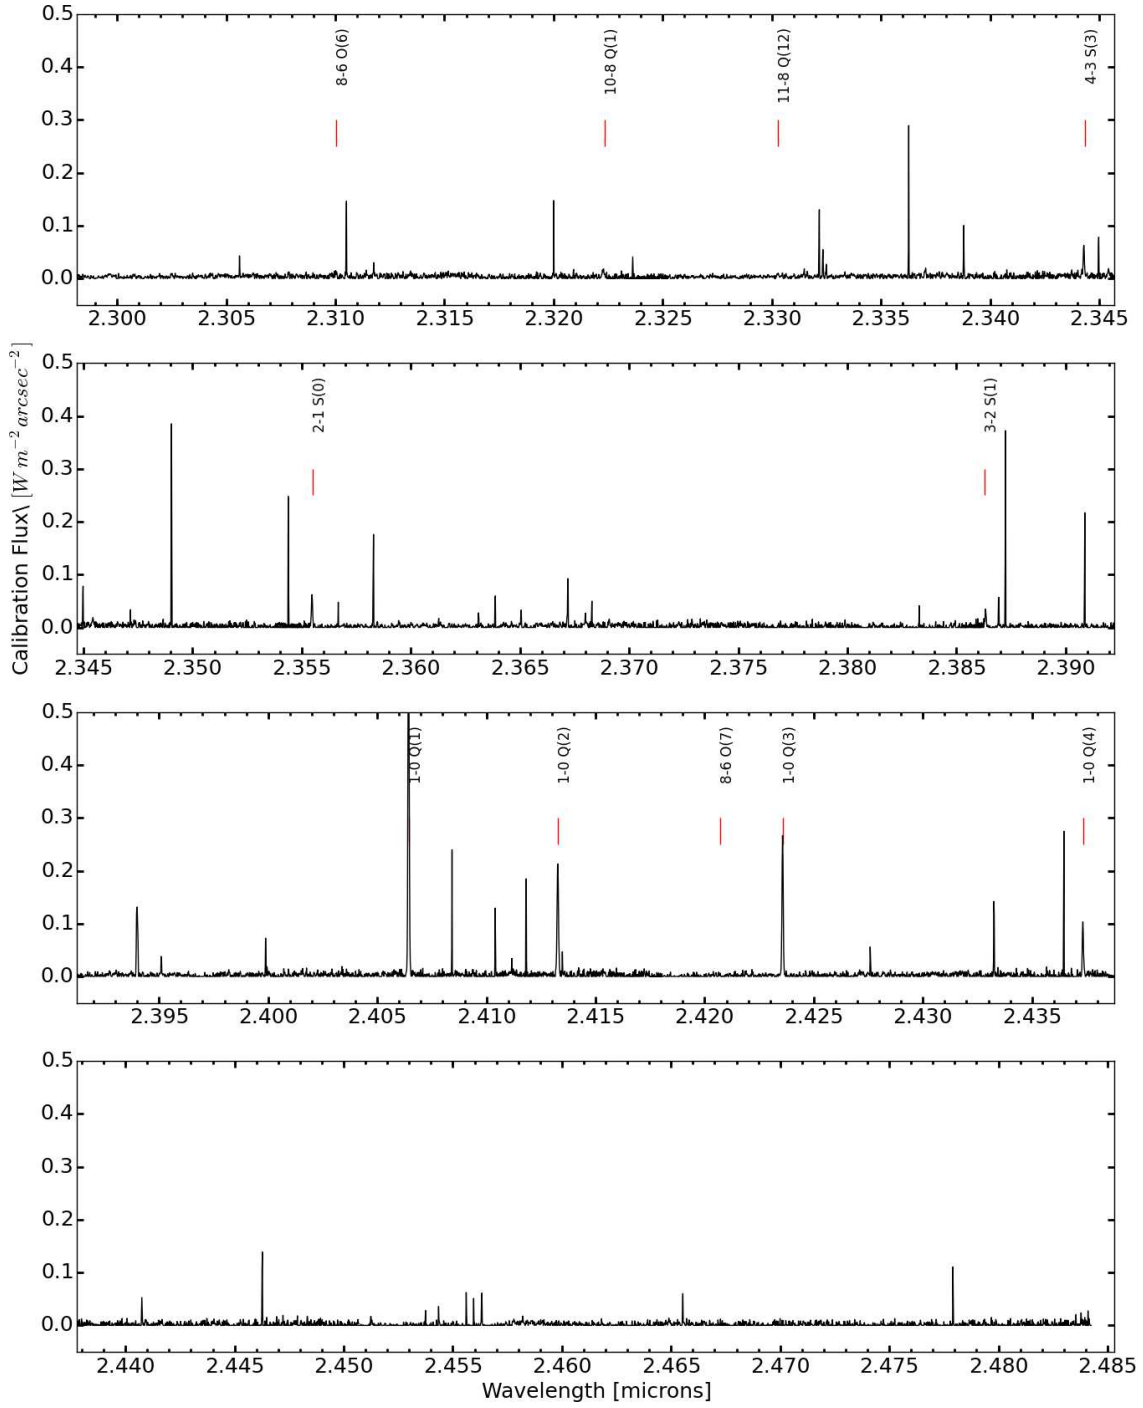 0.5
0.4
0.3
0.2
0.1
0.0
8-6 O(6)
10-8 Q(1)
11-8 Q(12)
4-3 S(3)
2.300 2.305 2.310 2.315 2.320 2.325 2.330 2.335 2.340 2.345
Calibration Flux\ [W m⁻² arcsec⁻²]
0.5
0.4
0.3
0.2
0.1
0.0
2-1 S(0)
3-2 S(1)
2.345 2.350 2.355 2.360 2.365 2.370 2.375 2.380 2.385 2.390
0.5
0.4
0.3
0.2
0.1
0.0
1-0 Q(1)
1-0 Q(2)
8-6 O(7)
1-0 Q(3)
1-0 Q(4)
2.395 2.400 2.405 2.410 2.415 2.420 2.425 2.430 2.435
0.5
0.4
0.3
0.2
0.1
0.0
2.440 2.445 2.450 2.455 2.460 2.465 2.470 2.475 2.480 2.485
Wavelength [microns]